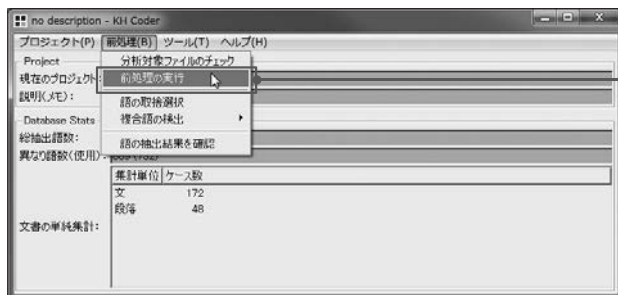 no description - KH Coder
プロジェクト(P) 前処理(B) ツール(T) ヘルプ(H)
Project
分析対象ファイルのチェック
現在のプロジェクト:
前処理の実行
説明(メモ):
語の取捨選択
Database Stats
複合語の検出
総抽出語数:
語の抽出結果を確認
異なり語数(使用):
集計単位 ケース数
文 172
段落 48
文書の単純集計: